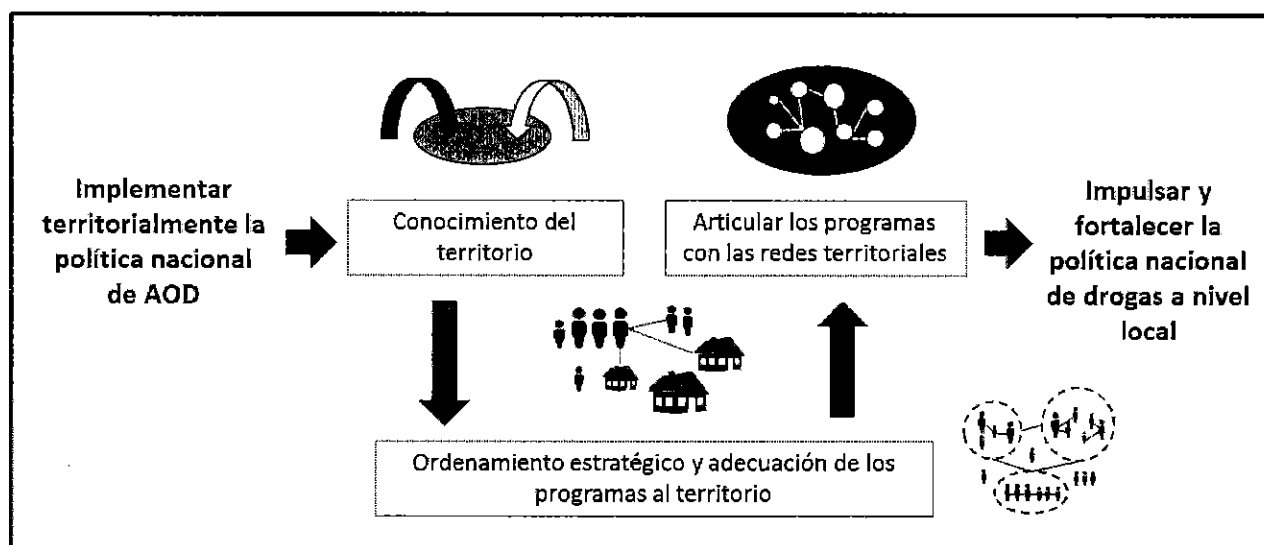 Implementar
territorialmente la
política nacional
de AOD
Conocimiento del
territorio
Ordenamiento estratégico y adecuación de los
programas al territorio
Articular los programas
con las redes territoriales
Impulsar y
fortalecer la
política nacional
de drogas a nivel
local